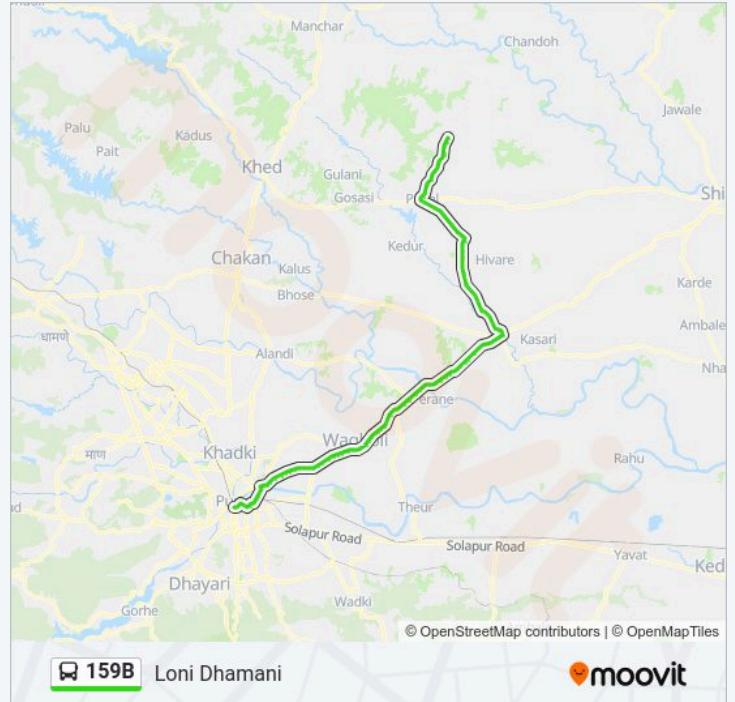 Manchar
Chandoh
Jawale
Palu
Kadus
Pait
Khed
Gulani
Gosasi
Shi
Kedur
Hivare
Chakan
Kalus
Bhose
Karde
Kasari
Ambale
Alandi
Nha
धामणे
erane
Khadki
Wagholi
माण
Rahu
Pu
Theur
Solapur Road
Solapur Road
Yavat
Ked
Dhayari
Wadki
Gorhe
© OpenStreetMap contributors | © OpenMapTiles
159B Loni Dhamani
moovit